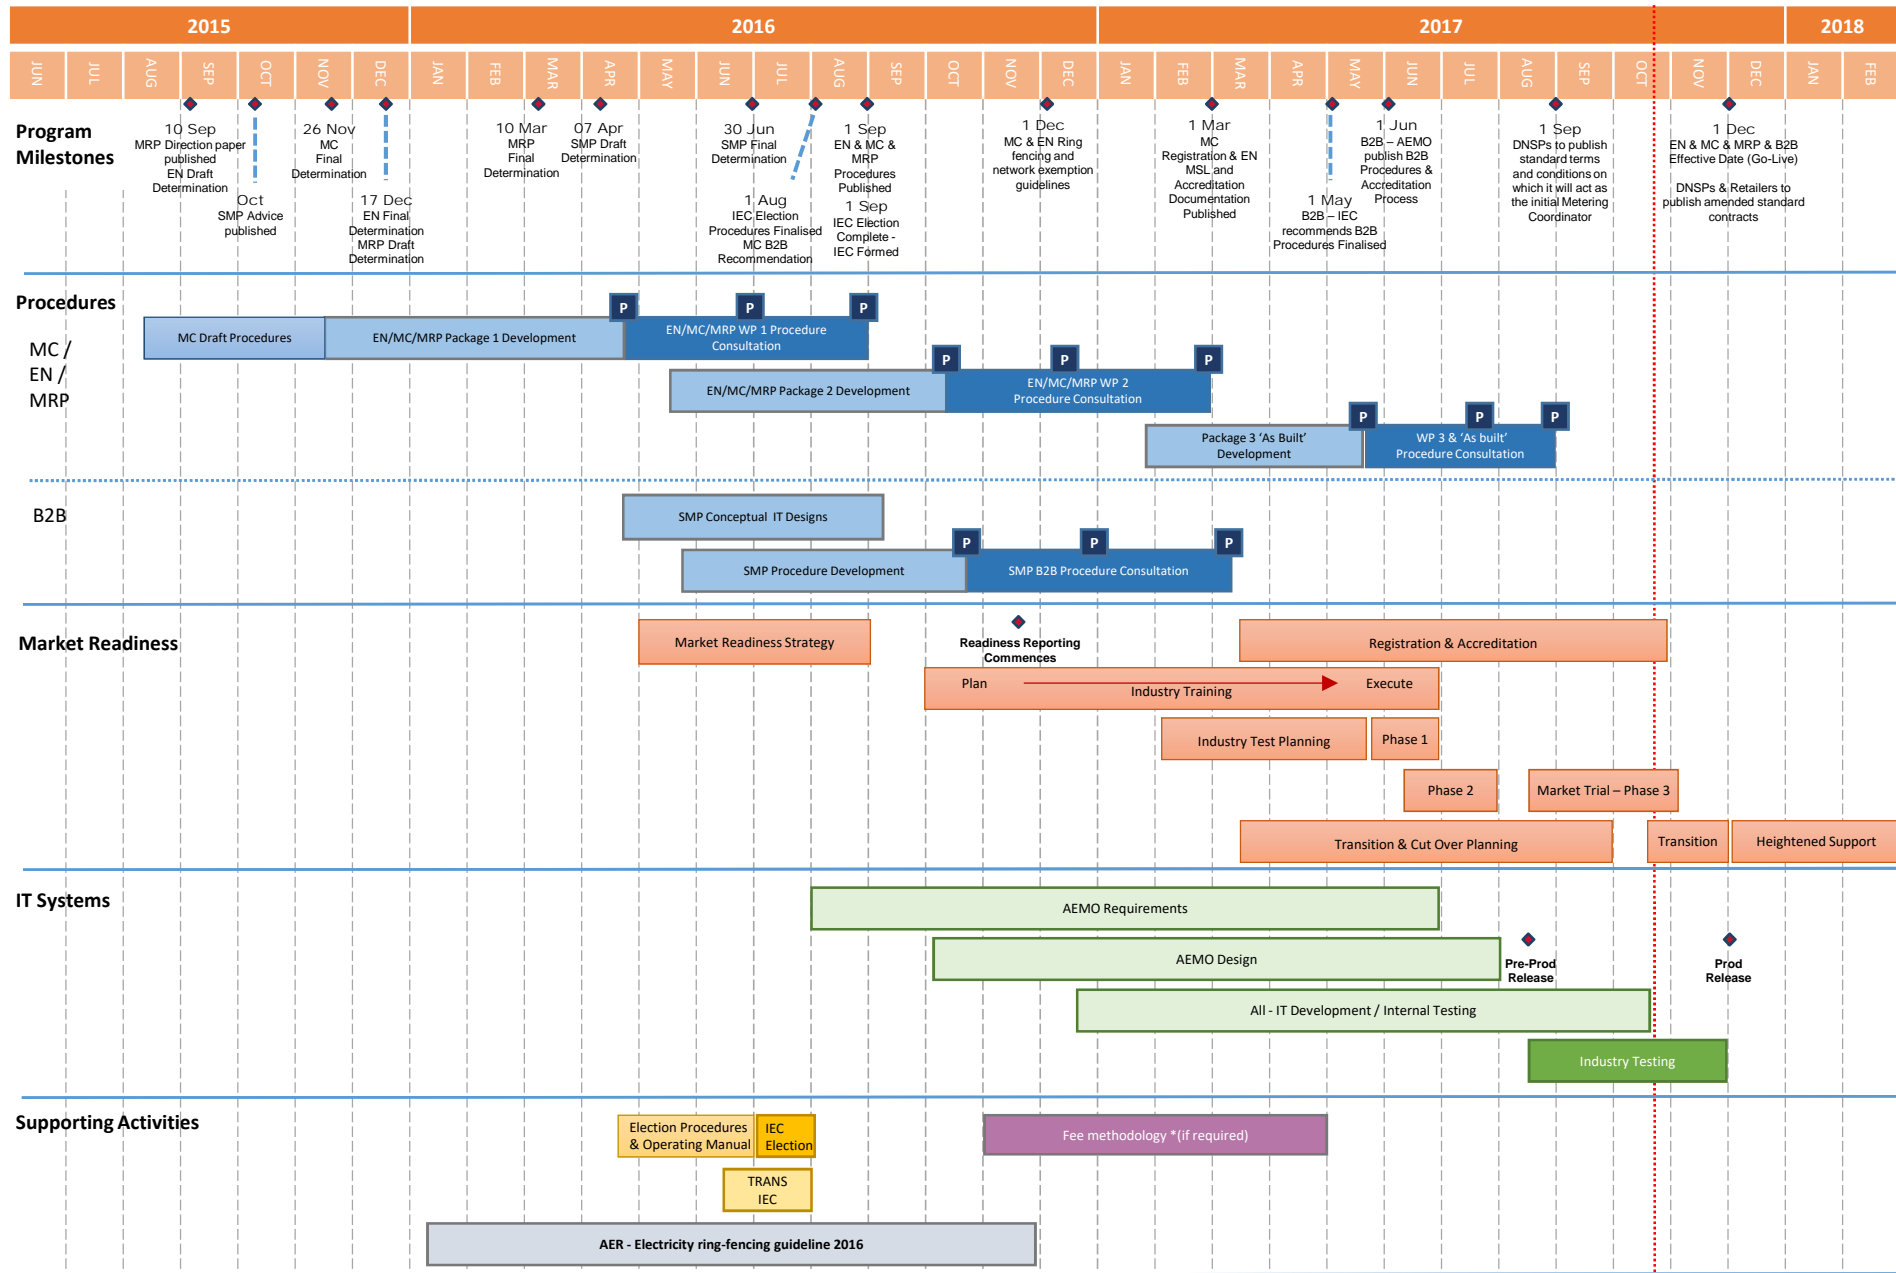 2015
2016
2017
2018
JUN
JUL
AUG
SEP
OCT
NOV
DEC
JAN
FEB
MAR
APR
MAY
JUN
JUL
AUG
SEP
OCT
NOV
DEC
JAN
FEB
MAR
APR
MAY
JUN
JUL
AUG
SEP
OCT
NOV
DEC
JAN
FEB
Program
Milestones
10 Sep
MRP Direction paper
published
EN Draft
Determination
Oct
SMP Advice
published
26 Nov
MC
Final
Determination
17 Dec
EN Final
Determination
MRP Draft
Determination
10 Mar
MRP
Final
Determination
07 Apr
SMP Draft
Determination
30 Jun
SMP Final
Determination
1 Aug
IEC Election
Procedures Finalised
MC B2B
Recommendation
1 Sep
EN & MC &
MRP
Procedures
Published
1 Sep
IEC Election
Complete -
IEC Formed
1 Dec
MC & EN Ring
fencing and
network exemption
guidelines
1 Mar
MC
Registration & EN
MSL and
Accreditation
Documentation
Published
1 May
B2B – IEC
recommends B2B
Procedures Finalised
1 Jun
B2B – AEMO
publish B2B
Procedures &
Accreditation
Process
1 Sep
DNSPs to publish
standard terms
and conditions on
which it will act as
the initial Metering
Coordinator
1 Dec
EN & MC & MRP & B2B
Effective Date (Go-Live)
DNSPs & Retailers to
publish amended standard
contracts
Procedures
MC /
EN /
MRP
P
P
P
MC Draft Procedures
EN/MC/MRP Package 1 Development
EN/MC/MRP WP 1 Procedure
Consultation
P
P
P
EN/MC/MRP Package 2 Development
EN/MC/MRP WP 2
Procedure Consultation
P
P
P
Package 3 ‘As Built’
Development
WP 3 & ‘As built’
Procedure Consultation
B2B
SMP Conceptual IT Designs
P
P
P
SMP Procedure Development
SMP B2B Procedure Consultation
Market Readiness
Market Readiness Strategy
Readiness Reporting
Commences
Registration & Accreditation
Plan
Industry Training
Execute
Industry Test Planning
Phase 1
Phase 2
Market Trial – Phase 3
Transition & Cut Over Planning
Transition
Heightened Support
IT Systems
AEMO Requirements
AEMO Design
Pre-Prod
Release
Prod
Release
All - IT Development / Internal Testing
Industry Testing
Supporting Activities
Election Procedures
& Operating Manual
IEC
Election
Fee methodology *(if required)
TRANS
IEC
AER - Electricity ring-fencing guideline 2016